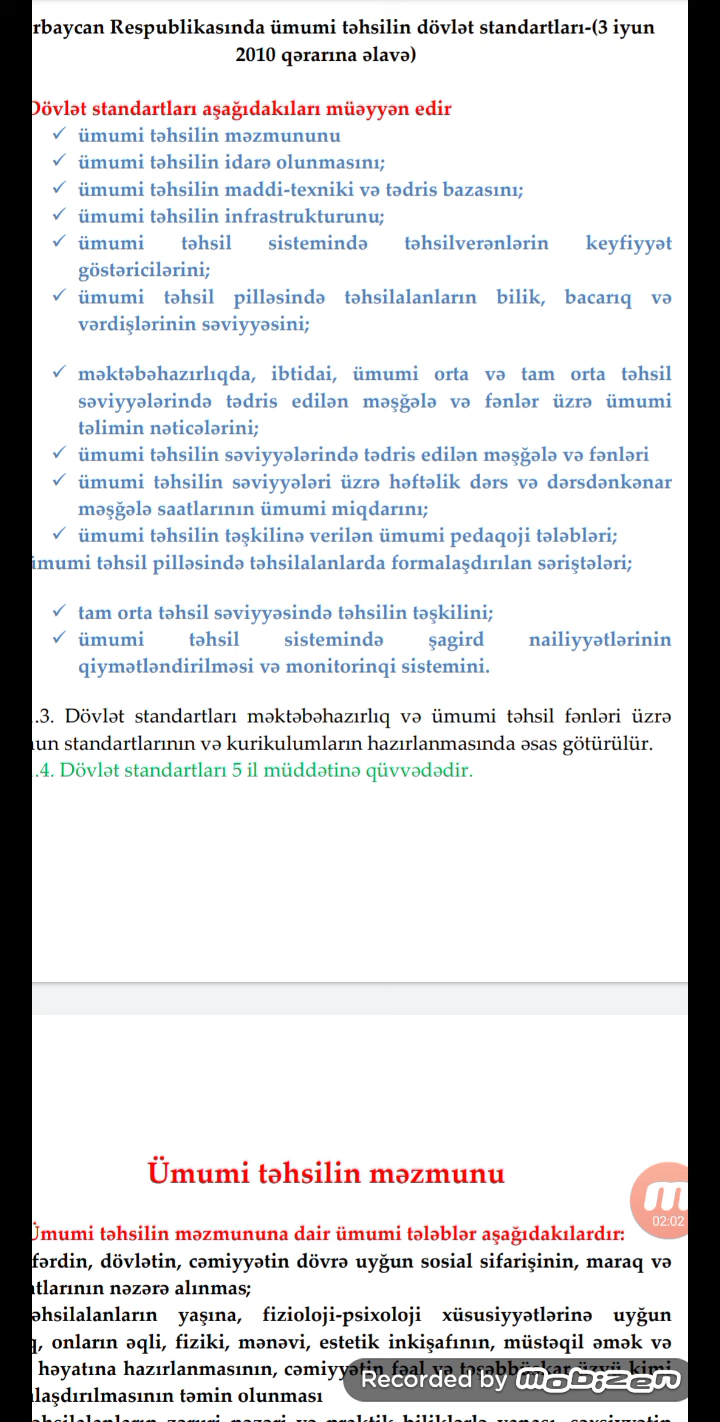 rbaycan Respublikasında ümumi təhsilin dövlət standartları-(3 iyun
2010 qərarına əlavə)
Dövlət standartları aşağıdakıları müəyyən edir
✓ ümumi təhsilin məzmununu
✓ ümumi təhsilin idarə olunmasını;
✓ ümumi təhsilin maddi-texniki və tədris bazasını;
✓ ümumi təhsilin infrastrukturunu;
✓ ümumi təhsil sistemində təhsilverənlərin keyfiyyət
göstəricilərini;
✓ ümumi təhsil pilləsində təhsilalanların bilik, bacarıq və
vərdişlərinin səviyyəsini;
✓ məktəbəhazırlıqda, ibtidai, ümumi orta və tam orta təhsil
səviyyələrində tədris edilən məşğələ və fənlər üzrə ümumi
təlimin nəticələrini;
✓ ümumi təhsilin səviyyələrində tədris edilən məşğələ və fənləri
✓ ümumi təhsilin səviyyələri üzrə həftəlik dərs və dərsdənkənar
məşğələ saatlarının ümumi miqdarını;
✓ ümumi təhsilin təşkilinə verilən ümumi pedaqoji tələbləri;
ümumi təhsil pilləsində təhsilalanlarda formalaşdırılan səriştələri;
✓ tam orta təhsil səviyyəsində təhsilin təşkilini;
✓ ümumi təhsil sistemində şagird nailiyyətlərinin
qiymətləndirilməsi və monitorinqi sistemini.
.3. Dövlət standartları məktəbəhazırlıq və ümumi təhsil fənləri üzrə
un standartlarının və kurikulumların hazırlanmasında əsas götürülür.
.4. Dövlət standartları 5 il müddətinə qüvvədədir.
Ümumi təhsilin məzmunu
Ümumi təhsilin məzmununa dair ümumi tələblər aşağıdakılardır:
fərdin, dövlətin, cəmiyyətin dövrə uyğun sosial sifarişinin, maraq və
tlarının nəzərə alınmas;
əhsilalanların yaşına, fizioloji-psixoloji xüsusiyyətlərinə uyğun
q, onların əqli, fiziki, mənəvi, estetik inkişafının, müstəqil əmək və
həyatına hazırlanmasının, cəmiyyətin fəal və təşəbbüskar üzvü kimi
laşdırılmasının təmin olunması
02:02
Recorded by mobizen